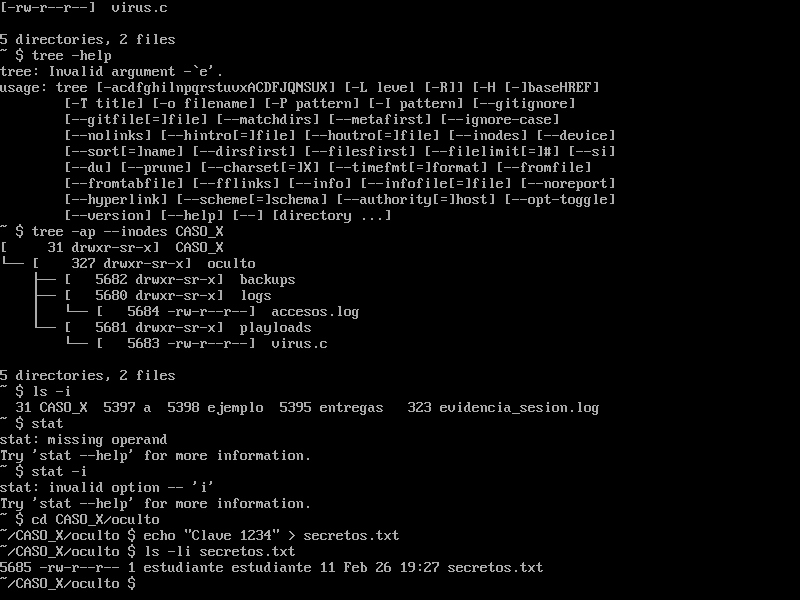 [-rw-r--r--]  virus.c

5 directories, 2 files
~ $ tree -help
tree: Invalid argument -`e'.
usage: tree [-acdfghilnpqrstuvxACDFJQNSUX] [-L level [-R]] [-H [-]baseHREF]
        [-T title] [-o filename] [-P pattern] [-I pattern] [--gitignore]
        [--gitfile[=]file] [--matchdirs] [--metafirst] [--ignore-case]
        [--nolinks] [--hintro[=]file] [--houtro[=]file] [--inodes] [--device]
        [--sort[=]name] [--dirsfirst] [--filesfirst] [--filelimit[=]#] [--si]
        [--du] [--prune] [--charset[=]X] [--timefmt[=]format] [--fromfile]
        [--fromtabfile] [--fflinks] [--info] [--infofile[=]file] [--noreport]
        [--hyperlink] [--scheme[=]schema] [--authority[=]host] [--opt-toggle]
        [--version] [--help] [--] [directory ...]
~ $ tree -ap --inodes CASO_X
[     31 drwxr-sr-x]  CASO_X
└── [    327 drwxr-sr-x]  oculto
    ├── [   5682 drwxr-sr-x]  backups
    ├── [   5680 drwxr-sr-x]  logs
    │   └── [   5684 -rw-r--r--]  accesos.log
    └── [   5681 drwxr-sr-x]  playloads
        └── [   5683 -rw-r--r--]  virus.c

5 directories, 2 files
~ $ ls -i
  31 CASO_X  5397 a  5398 ejemplo  5395 entregas   323 evidencia_sesion.log
~ $ stat
stat: missing operand
Try 'stat --help' for more information.
~ $ stat -i
stat: invalid option -- 'i'
Try 'stat --help' for more information.
~ $ cd CASO_X/oculto
~/CASO_X/oculto $ echo "Clave 1234" > secretos.txt
~/CASO_X/oculto $ ls -li secretos.txt
5685 -rw-r--r-- 1 estudiante estudiante 11 Feb 26 19:27 secretos.txt
~/CASO_X/oculto $